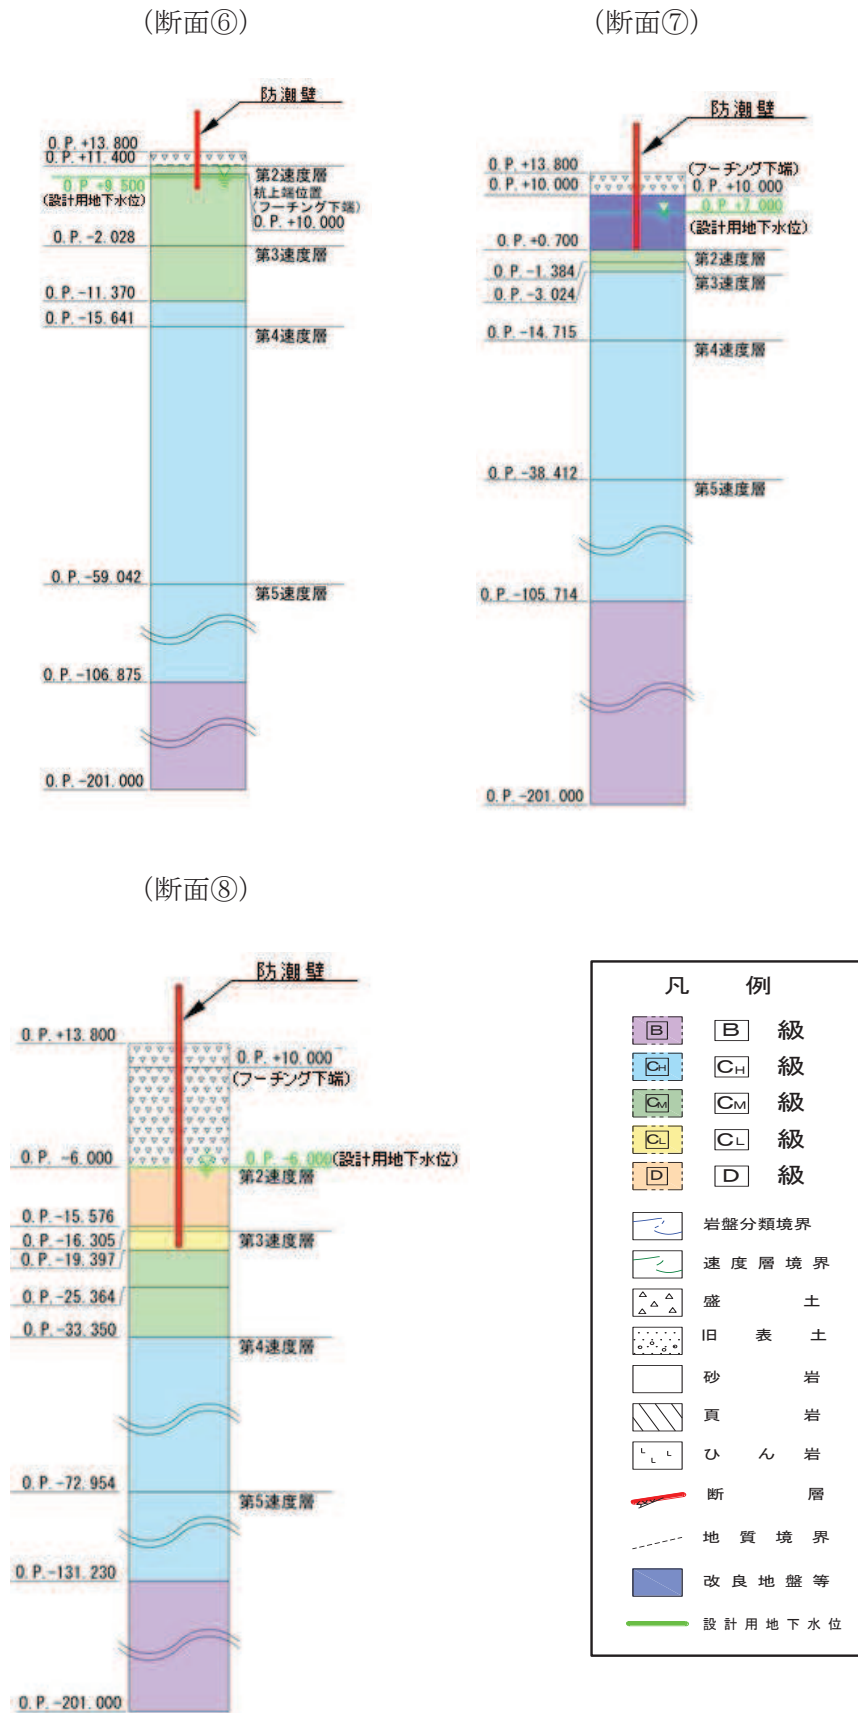 (断面⑥)
防潮壁
O.P.+13.800
O.P.+11.400
第2速度層
O.P.+9.500
(設計用地下水位)
杭上端位置
(フーチング下端)
O.P.+10.000
O.P.-2.028
第3速度層
O.P.-11.370
O.P.-15.641
第4速度層
O.P.-59.042
第5速度層
O.P.-106.875
O.P.-201.000
(断面⑦)
防潮壁
O.P.+13.800
(フーチング下端)
O.P.+10.000
O.P.+10.000
O.P.+7.000
(設計用地下水位)
O.P.+0.700
第2速度層
O.P.-1.384
第3速度層
O.P.-3.024
O.P.-14.715
第4速度層
O.P.-38.412
第5速度層
O.P.-105.714
O.P.-201.000
(断面⑧)
防潮壁
O.P.+13.800
O.P.+10.000
(フーチング下端)
O.P.-6.000
O.P.-6.000(設計用地下水位)
第2速度層
O.P.-15.576
O.P.-16.305
第3速度層
O.P.-19.397
O.P.-25.364
O.P.-33.350
第4速度層
O.P.-72.954
第5速度層
O.P.-131.230
O.P.-201.000
凡 例
B B 級
CH CH 級
CM CM 級
CL CL 級
D D 級
岩盤分類境界
速度層境界
盛土
旧表土
砂岩
頁岩
ひん岩
断層
地質境界
改良地盤等
設計用地下水位